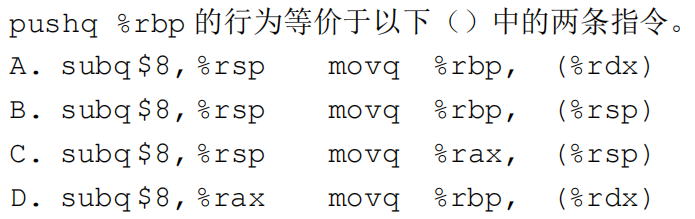 pushq %rbp 的行为等价于以下（）中的两条指令。
A. subq $8, %rsp movq %rbp, (%rdx)
B. subq $8, %rsp movq %rbp, (%rsp)
C. subq $8, %rsp movq %rax, (%rsp)
D. subq $8, %rax movq %rbp, (%rdx)